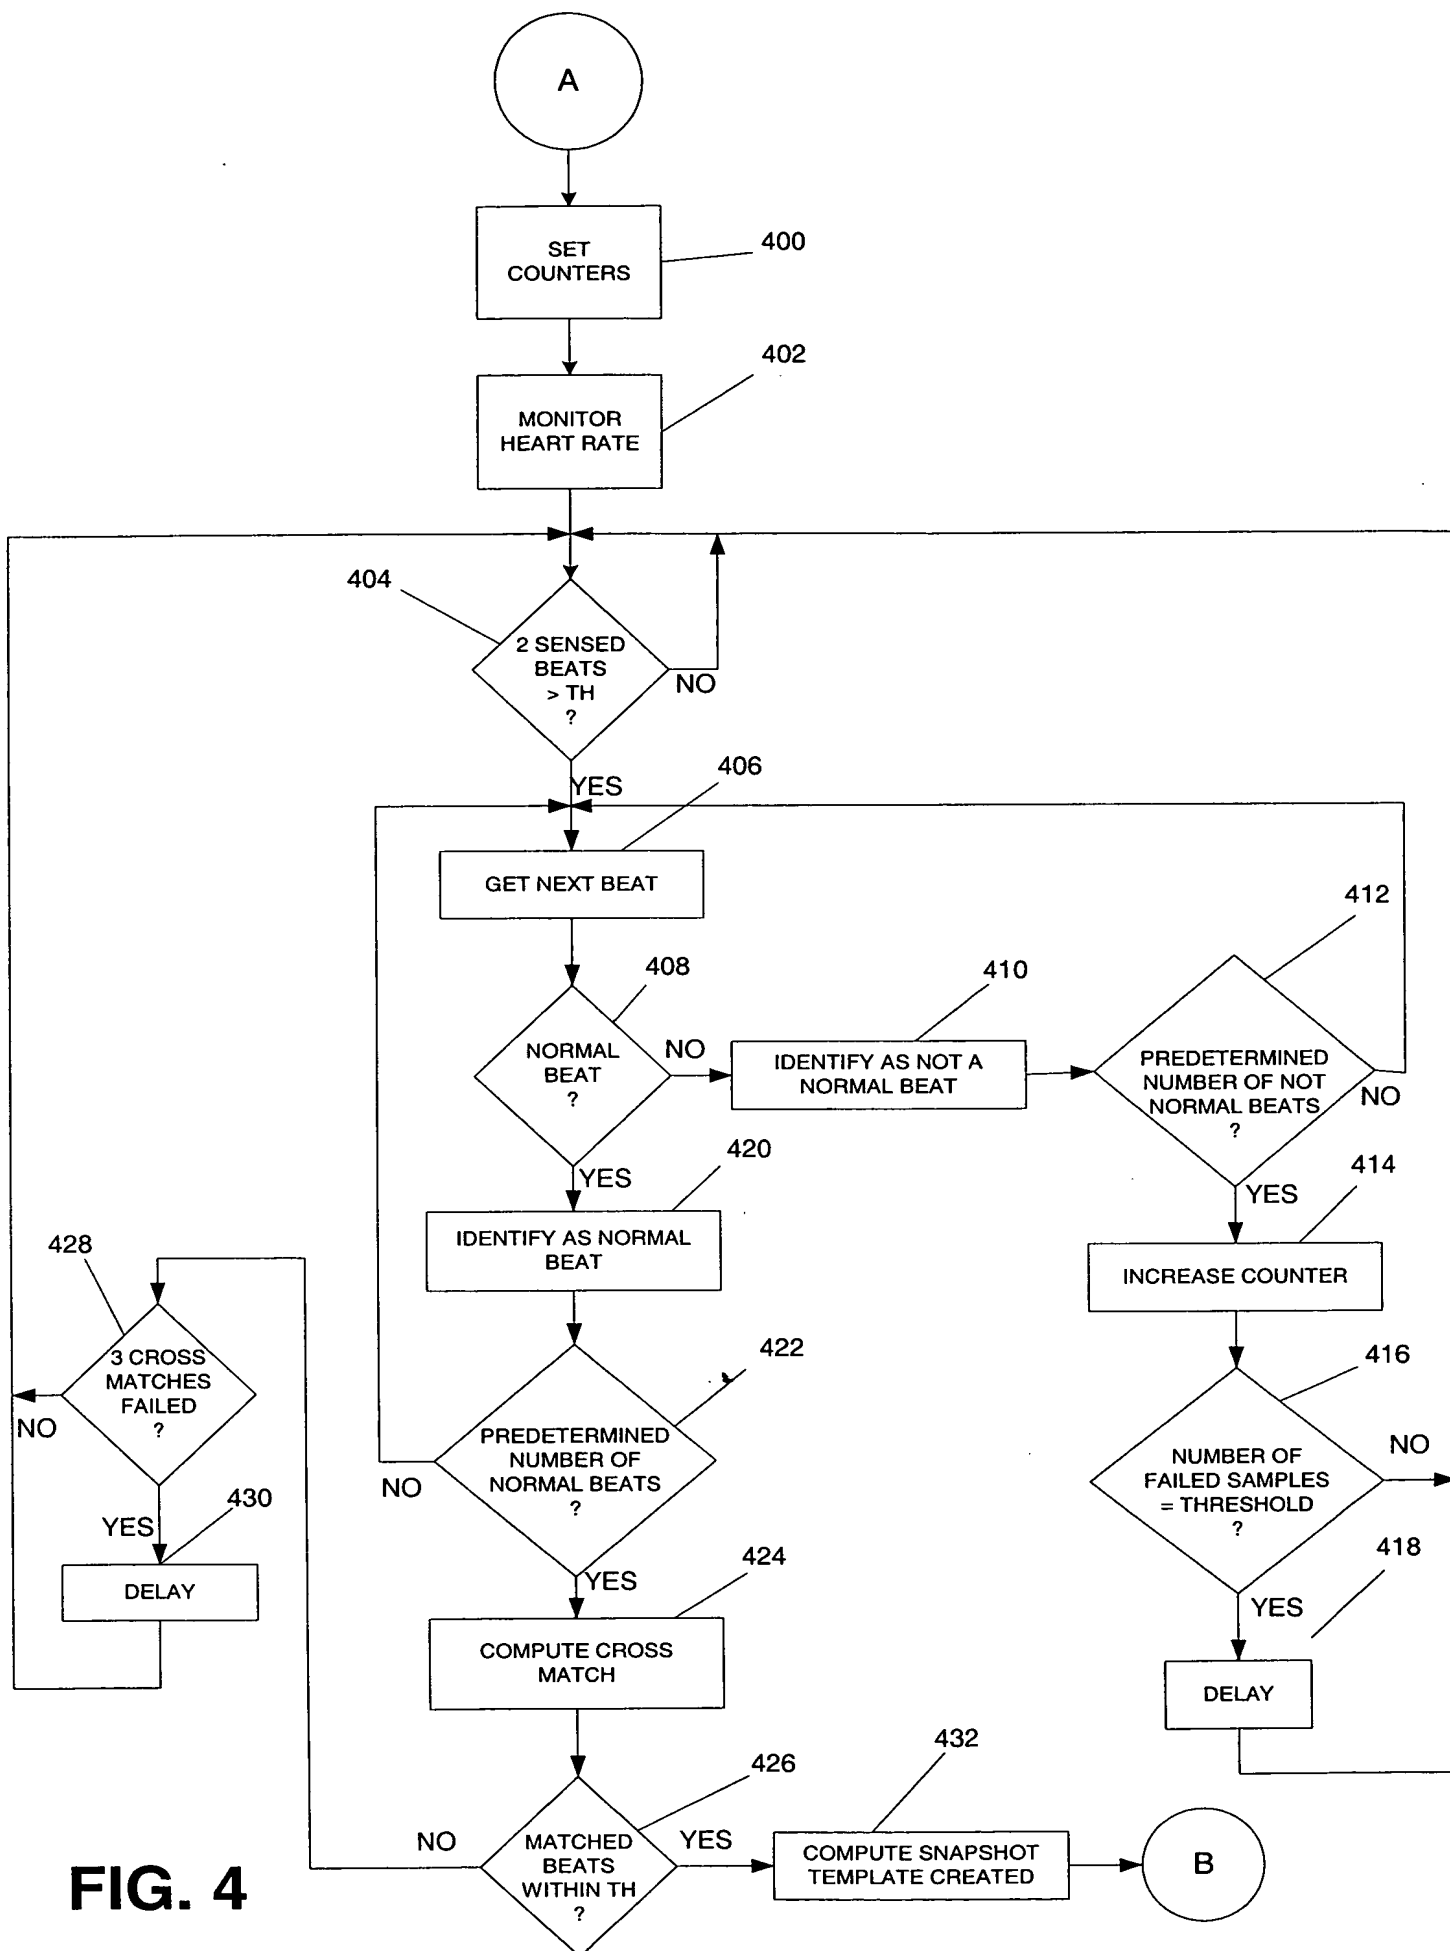 A
SET
COUNTERS
400
MONITOR
HEART RATE
402
404
2 SENSED
BEATS
> TH
?
NO
YES
406
GET NEXT BEAT
408
NORMAL
BEAT
?
NO
410
IDENTIFY AS NOT A
NORMAL BEAT
412
PREDETERMINED
NUMBER OF NOT
NORMAL BEATS
?
NO
YES
414
INCREASE COUNTER
416
NUMBER OF
FAILED SAMPLES
= THRESHOLD
?
NO
YES
418
DELAY
YES
420
IDENTIFY AS NORMAL
BEAT
422
PREDETERMINED
NUMBER OF
NORMAL BEATS
?
NO
YES
424
COMPUTE CROSS
MATCH
426
MATCHED
BEATS
WITHIN TH
?
NO
YES
428
3 CROSS
MATCHES
FAILED
?
NO
YES
430
DELAY
432
COMPUTE SNAPSHOT
TEMPLATE CREATED
B
FIG. 4